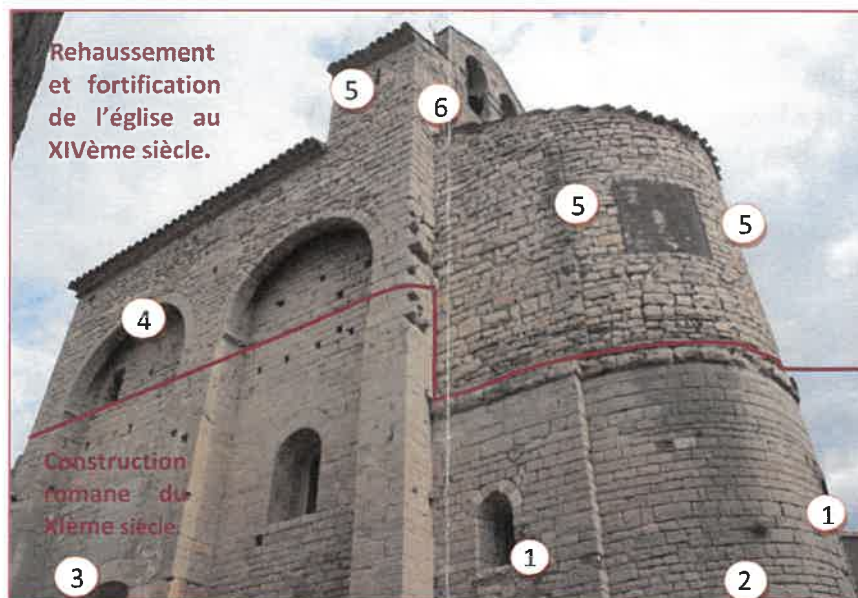 Rehaussement
et fortification
de l'église au
XIVème siècle.
5
6
5
5
4
Construction
romane du
XIème siècle.
1
1
3
2